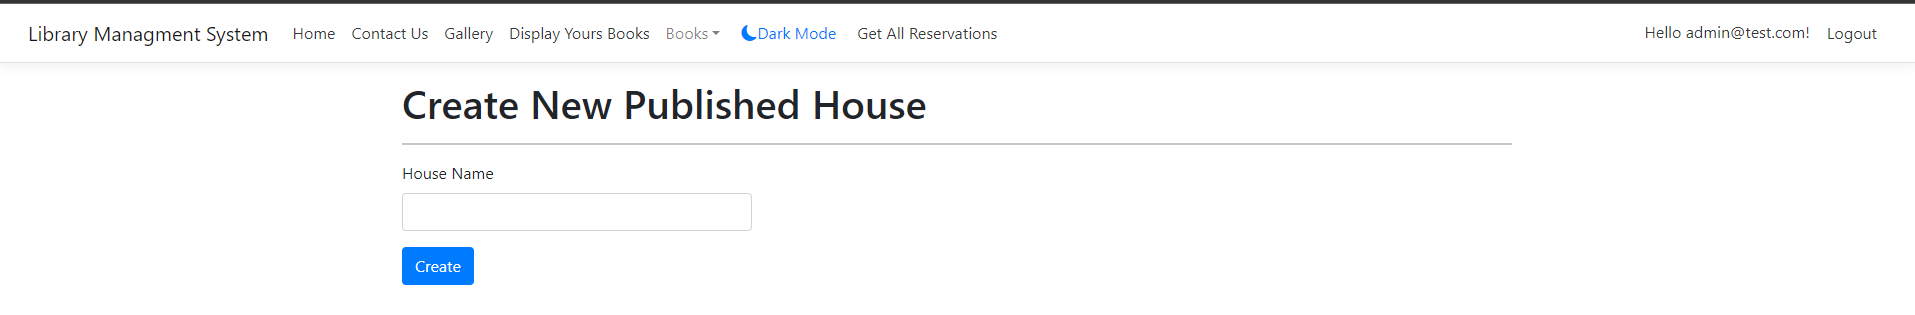 Library Managment System Home Contact Us Gallery Display Yours Books Books Dark Mode Get All Reservations Hello admin@test.com! Logout
Create New Published House
House Name
Create